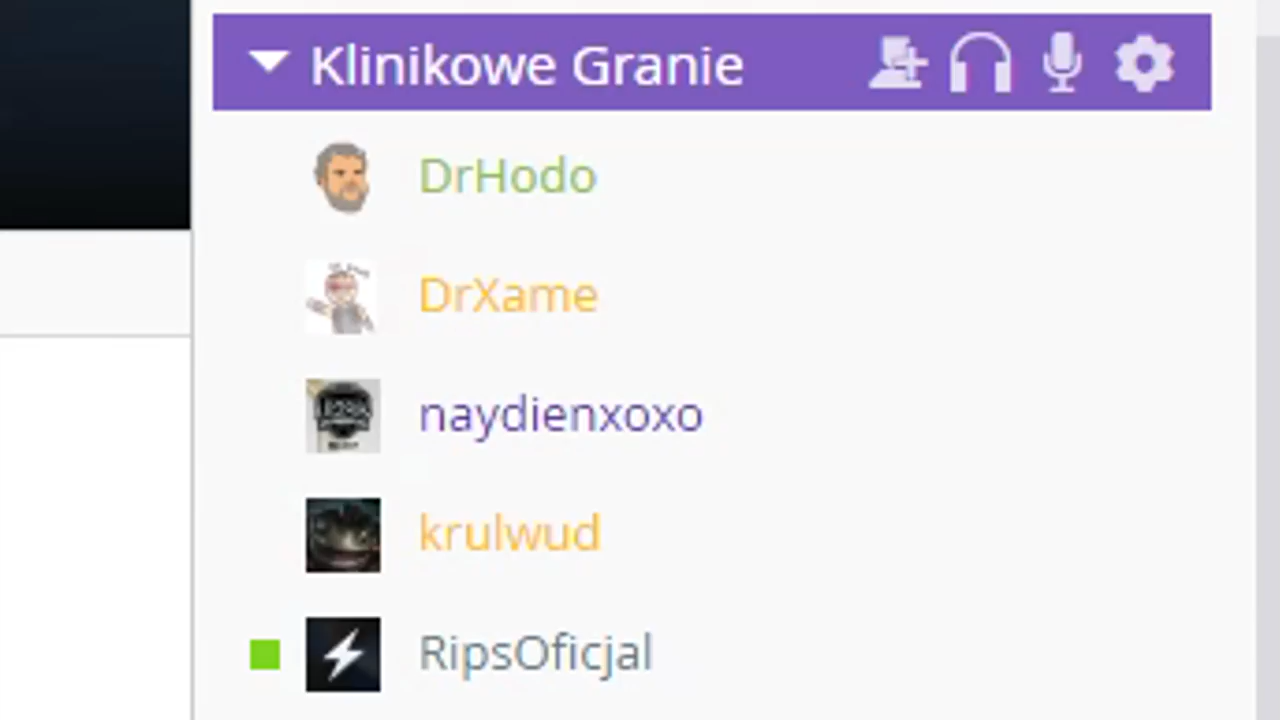 Klinikowe Granie
DrHodo
DrXame
naydienxoxo
krulwud
RipsOficjal